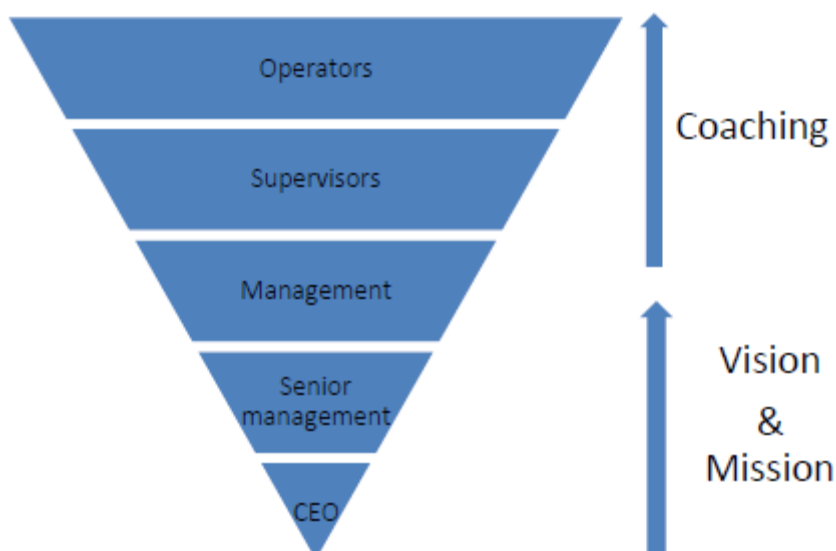 Operators
Supervisors
Management
Senior
management
CEO
Coaching
Vision
&
Mission